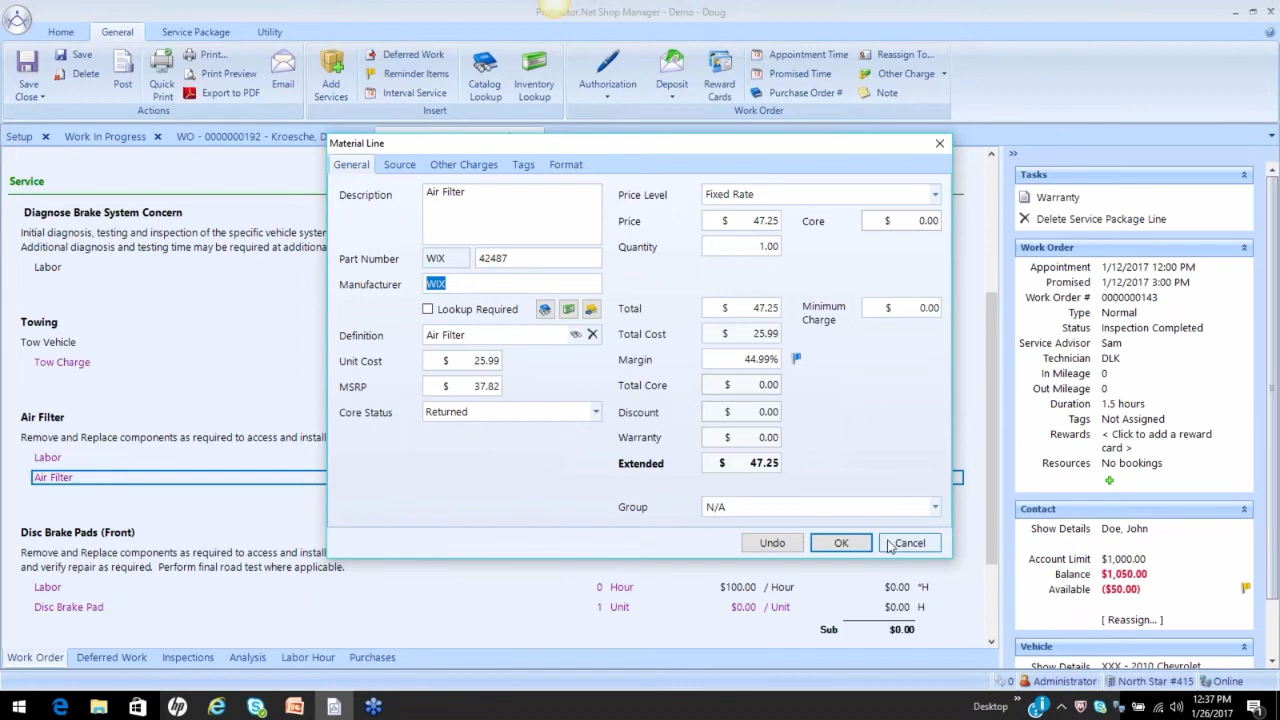 Protractor.Net Shop Manager - Demo - Doug
Home General Service Package Utility
Save Close
Save
Delete
Post
Quick Print
Print...
Print Preview
Export to PDF
Email
Actions
Add Services
Deferred Work
Reminder Items
Interval Service
Catalog Lookup
Inventory Lookup
Insert
Authorization
Deposit
Reward Cards
Appointment Time
Promised Time
Purchase Order #
Reassign To...
Other Charge
Note
Work Order
Setup Work In Progress WO - 0000000192 - Kroesche, D
Service
Diagnose Brake System Concern
Initial diagnosis, testing and inspection of the specific vehicle system
Additional diagnosis and testing time may be required at additional
Labor
Towing
Tow Vehicle
Tow Charge
Air Filter
Remove and Replace components as required to access and install
Labor
Air Filter
Disc Brake Pads (Front)
Remove and Replace components as required to access and install
and verify repair as required. Perform final road test where applicable.
Labor 0 Hour $100.00 / Hour $0.00 *H
Disc Brake Pad 1 Unit $0.00 / Unit $0.00 H
Sub $0.00
Work Order Deferred Work Inspections Analysis Labor Hour Purchases
Material Line
General Source Other Charges Tags Format
Description Air Filter
Part Number WIX 42487
Manufacturer WIX
Lookup Required
Definition Air Filter
Unit Cost $ 25.99
MSRP $ 37.82
Core Status Returned
Price Level Fixed Rate
Price $ 47.25 Core $ 0.00
Quantity 1.00
Total $ 47.25 Minimum Charge $ 0.00
Total Cost $ 25.99
Margin 44.99%
Total Core $ 0.00
Discount $ 0.00
Warranty $ 0.00
Extended $ 47.25
Group N/A
Undo OK Cancel
Tasks
Warranty
Delete Service Package Line
Work Order
Appointment 1/12/2017 12:00 PM
Promised 1/12/2017 3:00 PM
Work Order # 0000000143
Type Normal
Status Inspection Completed
Service Advisor Sam
Technician DLK
In Mileage 0
Out Mileage 0
Duration 1.5 hours
Tags Not Assigned
Rewards < Click to add a reward
card >
Resources No bookings
Contact
Show Details Doe, John
Account Limit $1,000.00
Balance $1,050.00
Available ($50.00)
[ Reassign... ]
Vehicle
Show Details XXX - 2010 Chevrolet
0 Administrator North Star #415 Online
Desktop 12:37 PM
1/26/2017